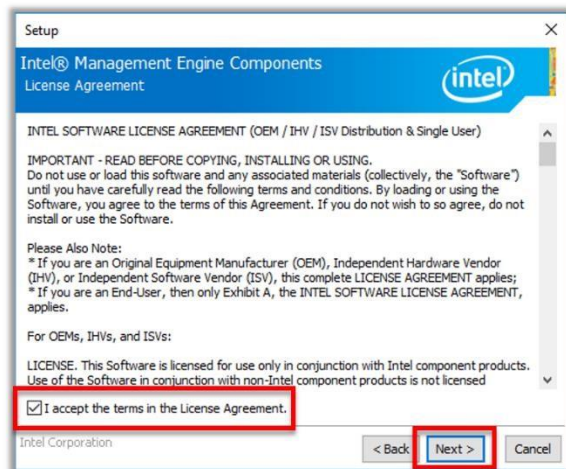 Setup
Intel® Management Engine Components
License Agreement
intel
INTEL SOFTWARE LICENSE AGREEMENT (OEM / IHV / ISV Distribution & Single User)
IMPORTANT - READ BEFORE COPYING, INSTALLING OR USING.
Do not use or load this software and any associated materials (collectively, the "Software")
until you have carefully read the following terms and conditions. By loading or using the
Software, you agree to the terms of this Agreement. If you do not wish to so agree, do not
install or use the Software.
Please Also Note:
* If you are an Original Equipment Manufacturer (OEM), Independent Hardware Vendor
(IHV), or Independent Software Vendor (ISV), this complete LICENSE AGREEMENT applies;
* If you are an End-User, then only Exhibit A, the INTEL SOFTWARE LICENSE AGREEMENT,
applies.
For OEMs, IHVs, and ISVs:
LICENSE. This Software is licensed for use only in conjunction with Intel component products.
Use of the Software in conjunction with non-Intel component products is not licensed
I accept the terms in the License Agreement.
Intel Corporation
< Back Next > Cancel